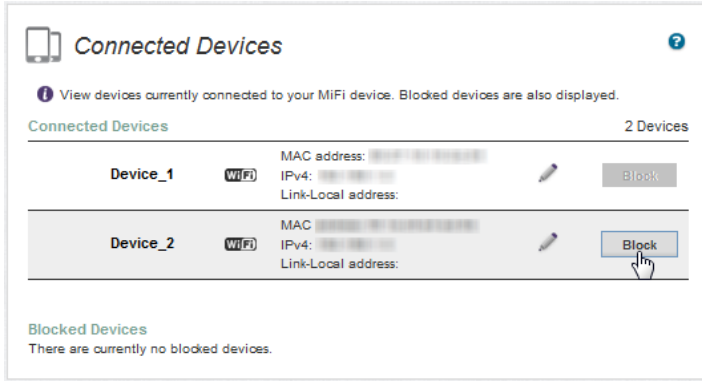 Connected Devices
?
i View devices currently connected to your MiFi device. Blocked devices are also displayed.
Connected Devices 2 Devices
MAC address:
Device_1 WiFi IPv4: Block
Link-Local address:
MAC
Device_2 WiFi IPv4: Block
Link-Local address:
Blocked Devices
There are currently no blocked devices.